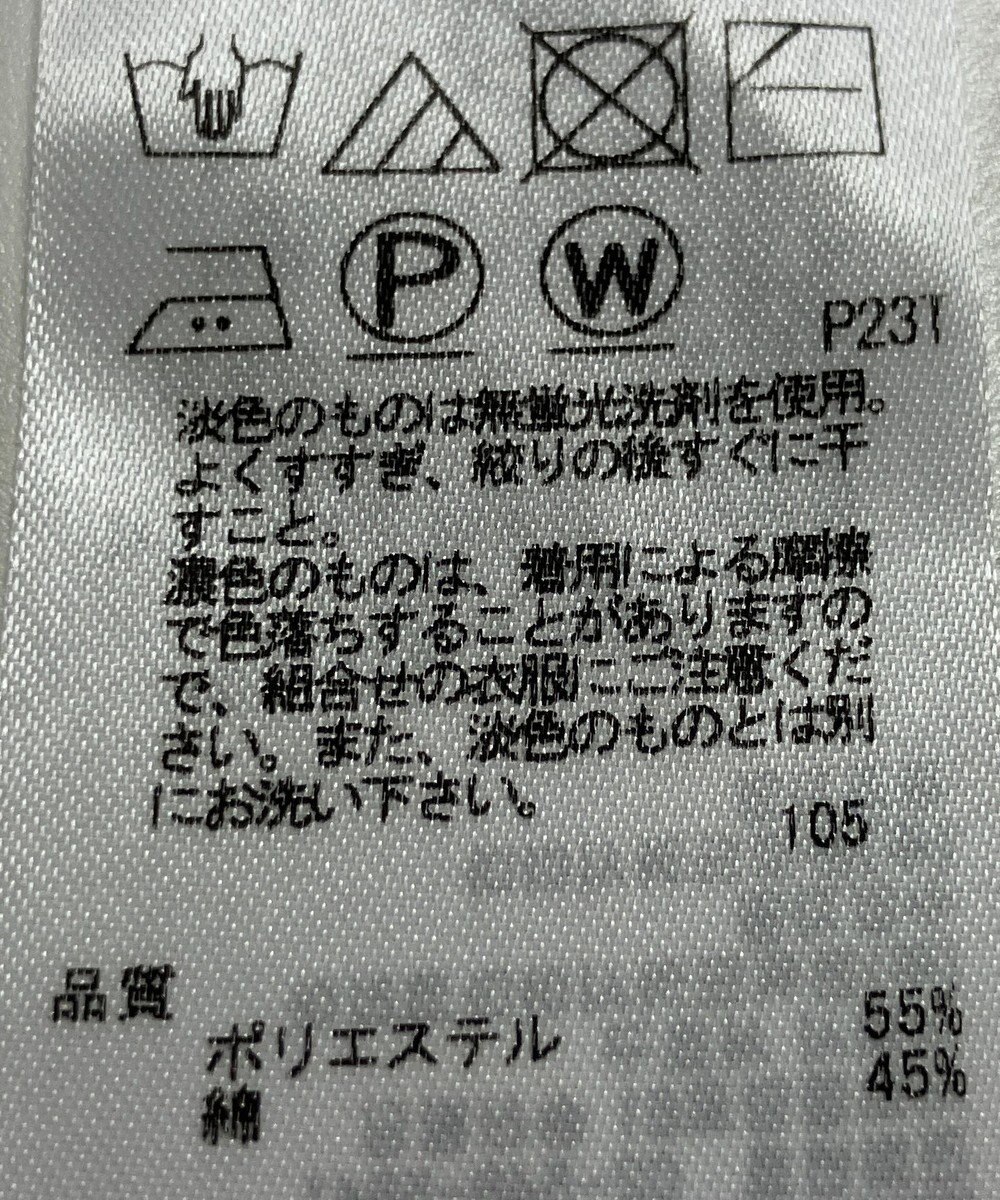 P W
P231
淡色のものは無蛍光洗剤を使用。
よくすすぎ、絞りの後すぐに干
すこと。
濃色のものは、着用による摩擦
で色落ちすることがありますの
で、組合せの衣服にご注意くだ
さい。また、淡色のものとは別
にお洗い下さい。
105
品質
ポリエステル 55%
綿 45%